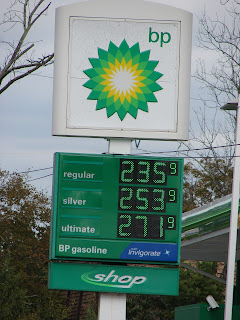 bp
regular 235 9
silver 253 9
ultimate 271 9
BP gasoline invigorate
shop